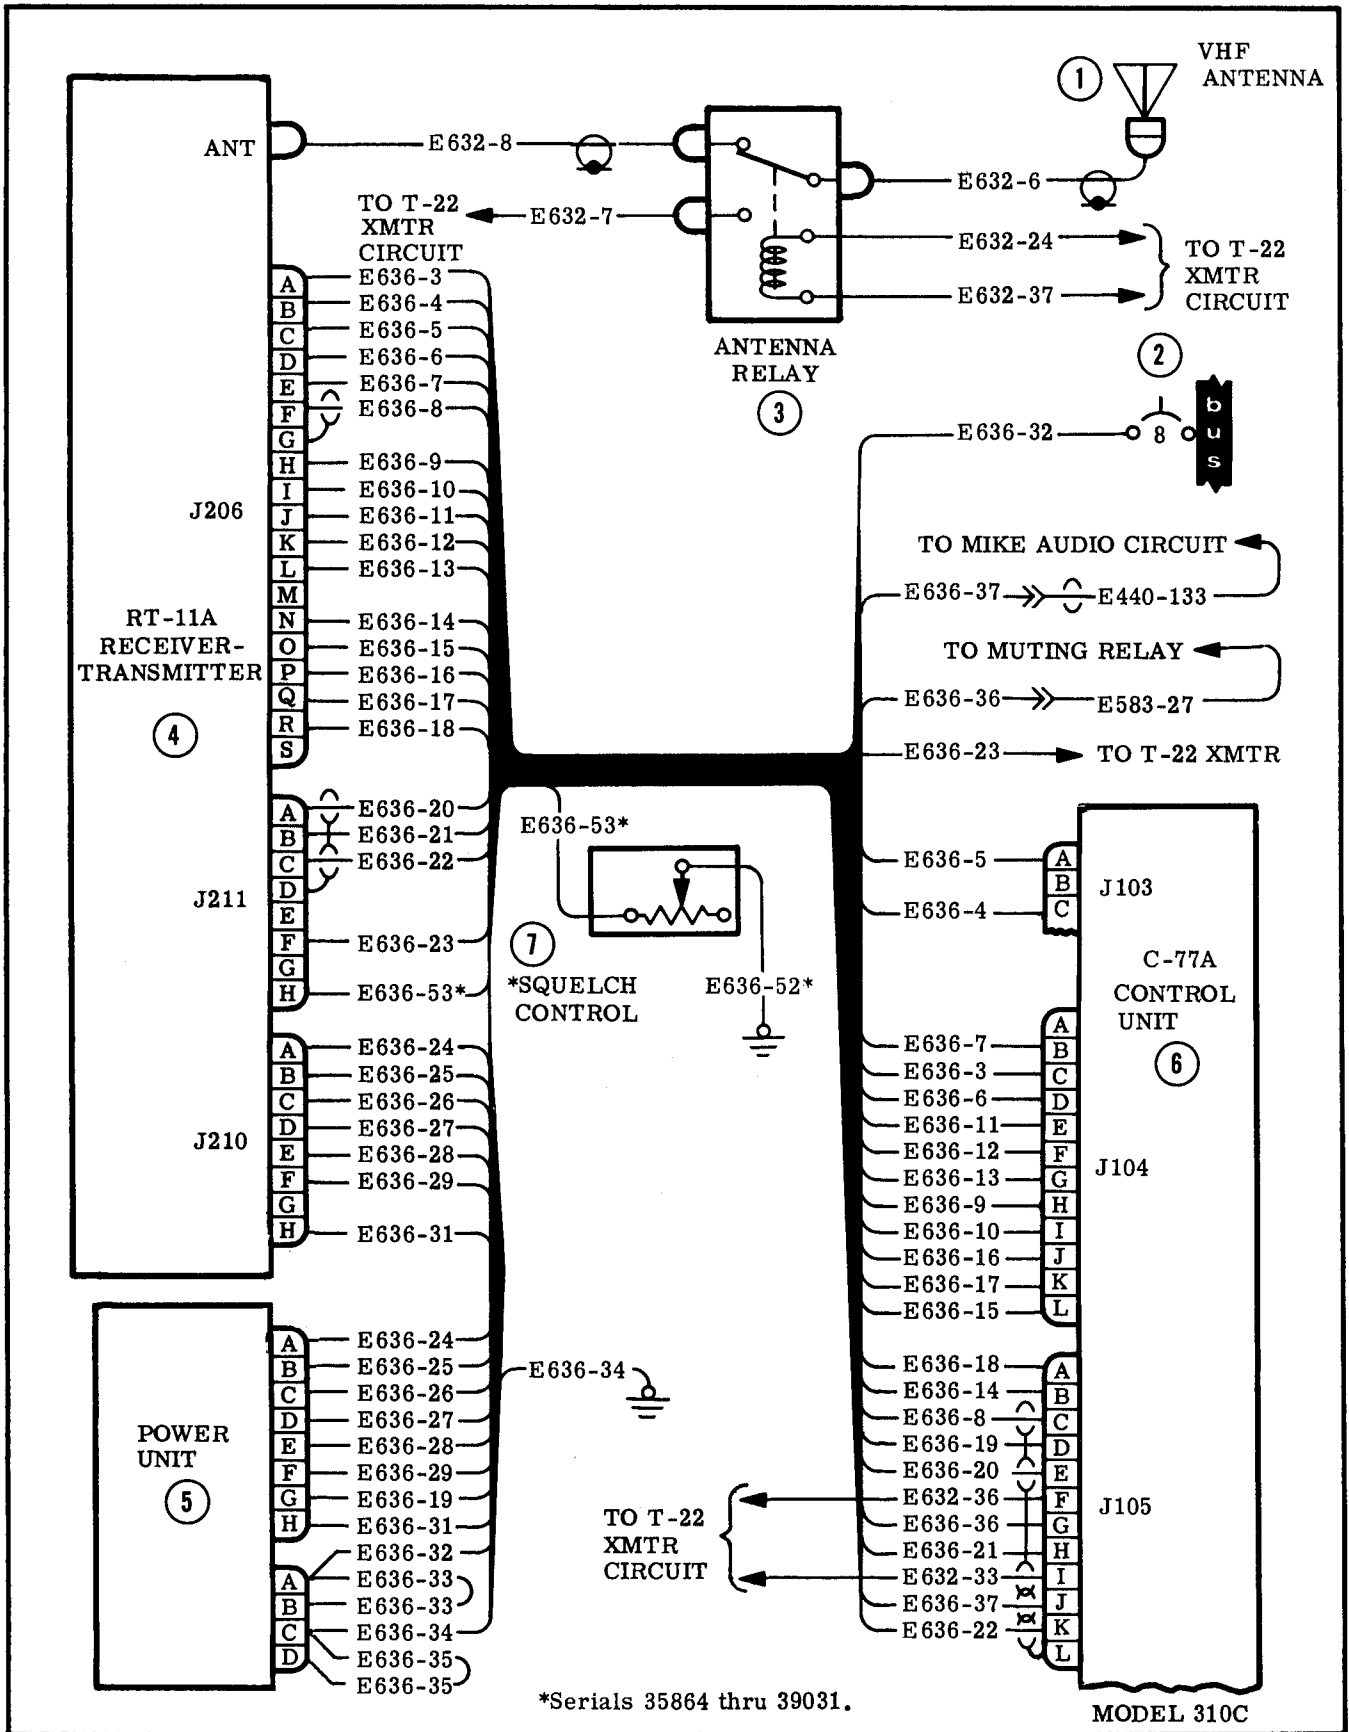 VHF
ANTENNA
1
ANT
E632-8
E632-6
TO T-22
XMTR
CIRCUIT
E632-7
E632-24
E632-37
TO T-22
XMTR
CIRCUIT
ANTENNA
RELAY
3
2
E636-32
8
bus
J206
A E636-3
B E636-4
C E636-5
D E636-6
E E636-7
F E636-8
G
H E636-9
I E636-10
J E636-11
K E636-12
L E636-13
M
N E636-14
O E636-15
P E636-16
Q E636-17
R E636-18
S
RT-11A
RECEIVER-
TRANSMITTER
4
TO MIKE AUDIO CIRCUIT
E636-37
E440-133
TO MUTING RELAY
E636-36
E583-27
E636-23
TO T-22 XMTR
J211
A E636-20
B E636-21
C E636-22
D
E
F E636-23
G
H E636-53*
E636-53*
7
*SQUELCH
CONTROL
E636-52*
J210
A E636-24
B E636-25
C E636-26
D E636-27
E E636-28
F E636-29
G
H E636-31
E636-5 A
B
E636-4 C
J103
C-77A
CONTROL
UNIT
6
A
E636-7 B
E636-3 C
E636-6 D
E636-11 E
E636-12 F
E636-13 G
E636-9 H
E636-10 I
E636-16 J
E636-17 K
E636-15 L
J104
POWER
UNIT
5
A E636-24
B E636-25
C E636-26
D E636-27
E E636-28
F E636-29
G E636-19
H E636-31
E636-32
A E636-33
B E636-33
C E636-34
D E636-35
E636-35
E636-34
E636-18 A
E636-14 B
E636-8 C
E636-19 D
E636-20 E
E632-36 F
E636-36 G
E636-21 H
E632-33 I
E636-37 J
E636-22 K
L
J105
TO T-22
XMTR
CIRCUIT
*Serials 35864 thru 39031.
MODEL 310C